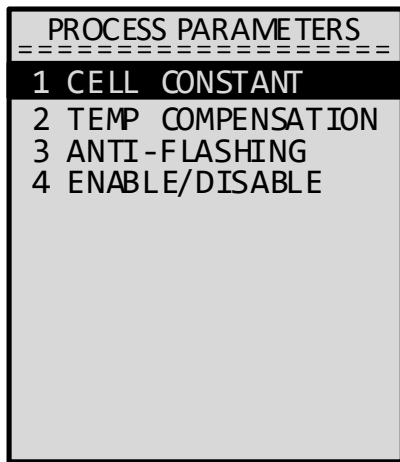 PROCESS PARAMETERS
===================
1 CELL CONSTANT
2 TEMP COMPENSATION
3 ANTI-FLASHING
4 ENABLE/DISABLE